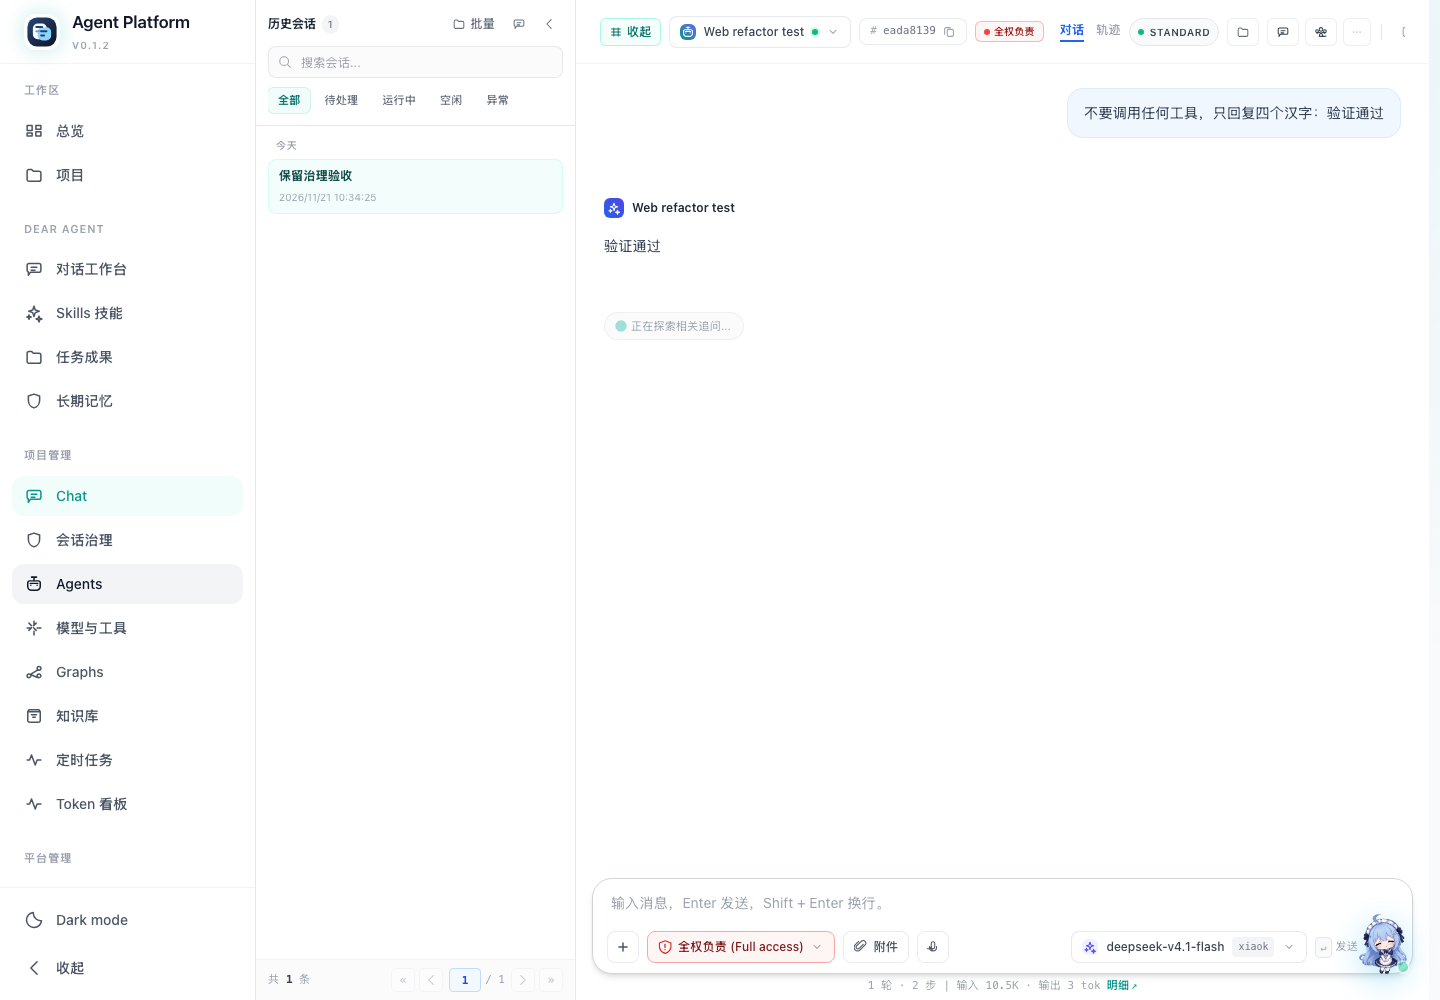 Agent Platform
V0.1.2
工作区
总览
项目
DEAR AGENT
对话工作台
Skills 技能
任务成果
长期记忆
项目管理
Chat
会话治理
Agents
模型与工具
Graphs
知识库
定时任务
Token 看板
平台管理
Dark mode
收起
历史会话 1
批量
搜索会话...
全部 待处理 运行中 空闲 异常
今天
保留治理验收
2026/11/21 10:34:25
共 1 条
« 1 / 1 »
收起
Web refactor test
# eada8139
全权负责
对话 轨迹
STANDARD
不要调用任何工具，只回复四个汉字：验证通过
Web refactor test
验证通过
正在探索相关追问...
输入消息，Enter 发送，Shift + Enter 换行。
全权负责 (Full access)
附件
deepseek-v4.1-flash xiaok
发送
1 轮 · 2 步 | 输入 10.5K · 输出 3 tok 明细↗